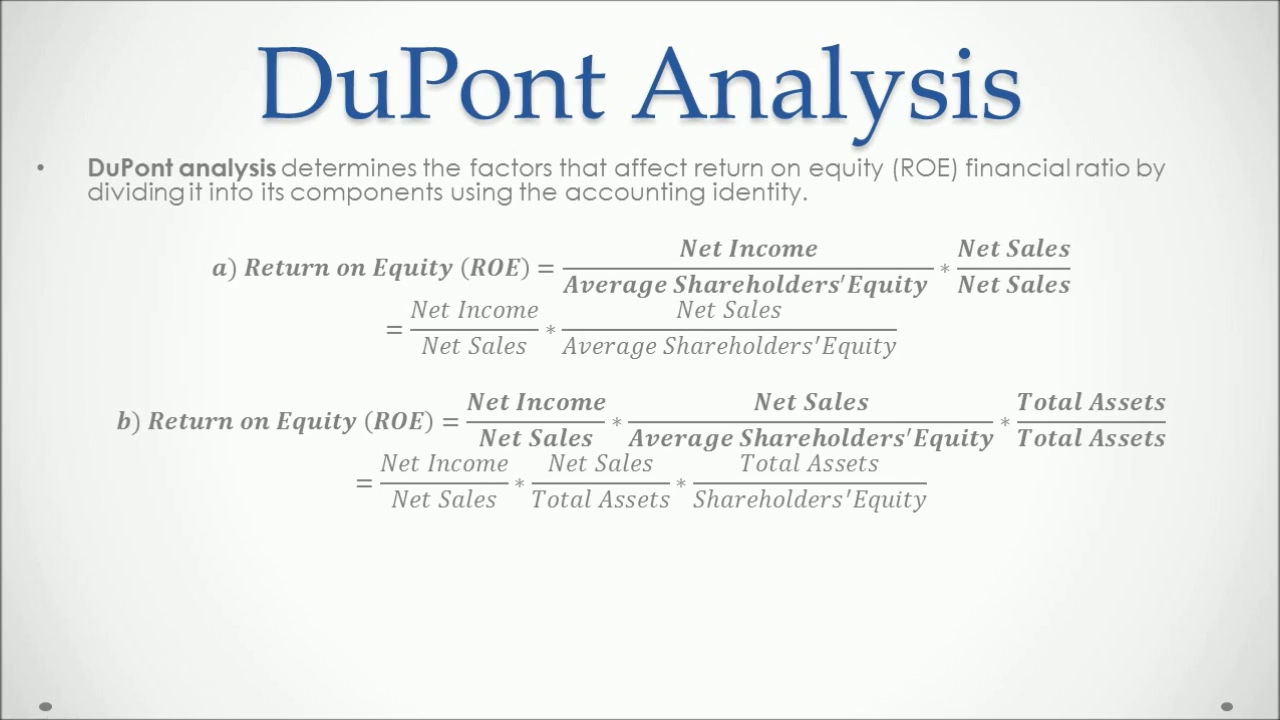 DuPont Analysis
• DuPont analysis determines the factors that affect return on equity (ROE) financial ratio by
dividing it into its components using the accounting identity.
a) Return on Equity (ROE) = Net Income / Average Shareholders'Equity * Net Sales / Net Sales
= Net Income / Net Sales * Net Sales / Average Shareholders'Equity
b) Return on Equity (ROE) = Net Income / Net Sales * Net Sales / Average Shareholders'Equity * Total Assets / Total Assets
= Net Income / Net Sales * Net Sales / Total Assets * Total Assets / Shareholders'Equity